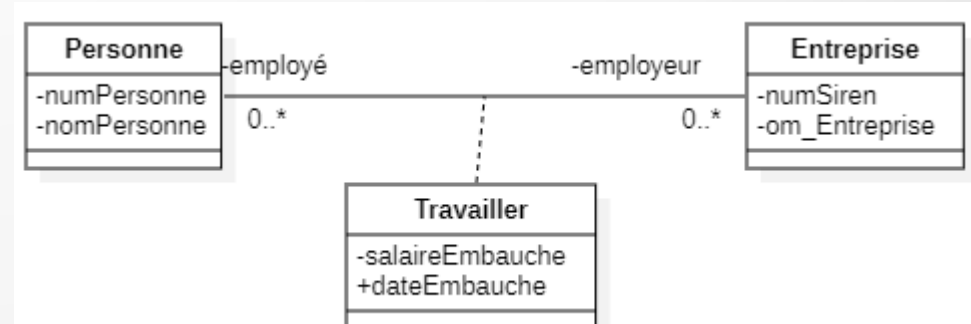 Personne
-numPersonne
-nomPersonne
-employé
0..*
-employeur
0..*
Entreprise
-numSiren
-om_Entreprise
Travailler
-salaireEmbauche
+dateEmbauche